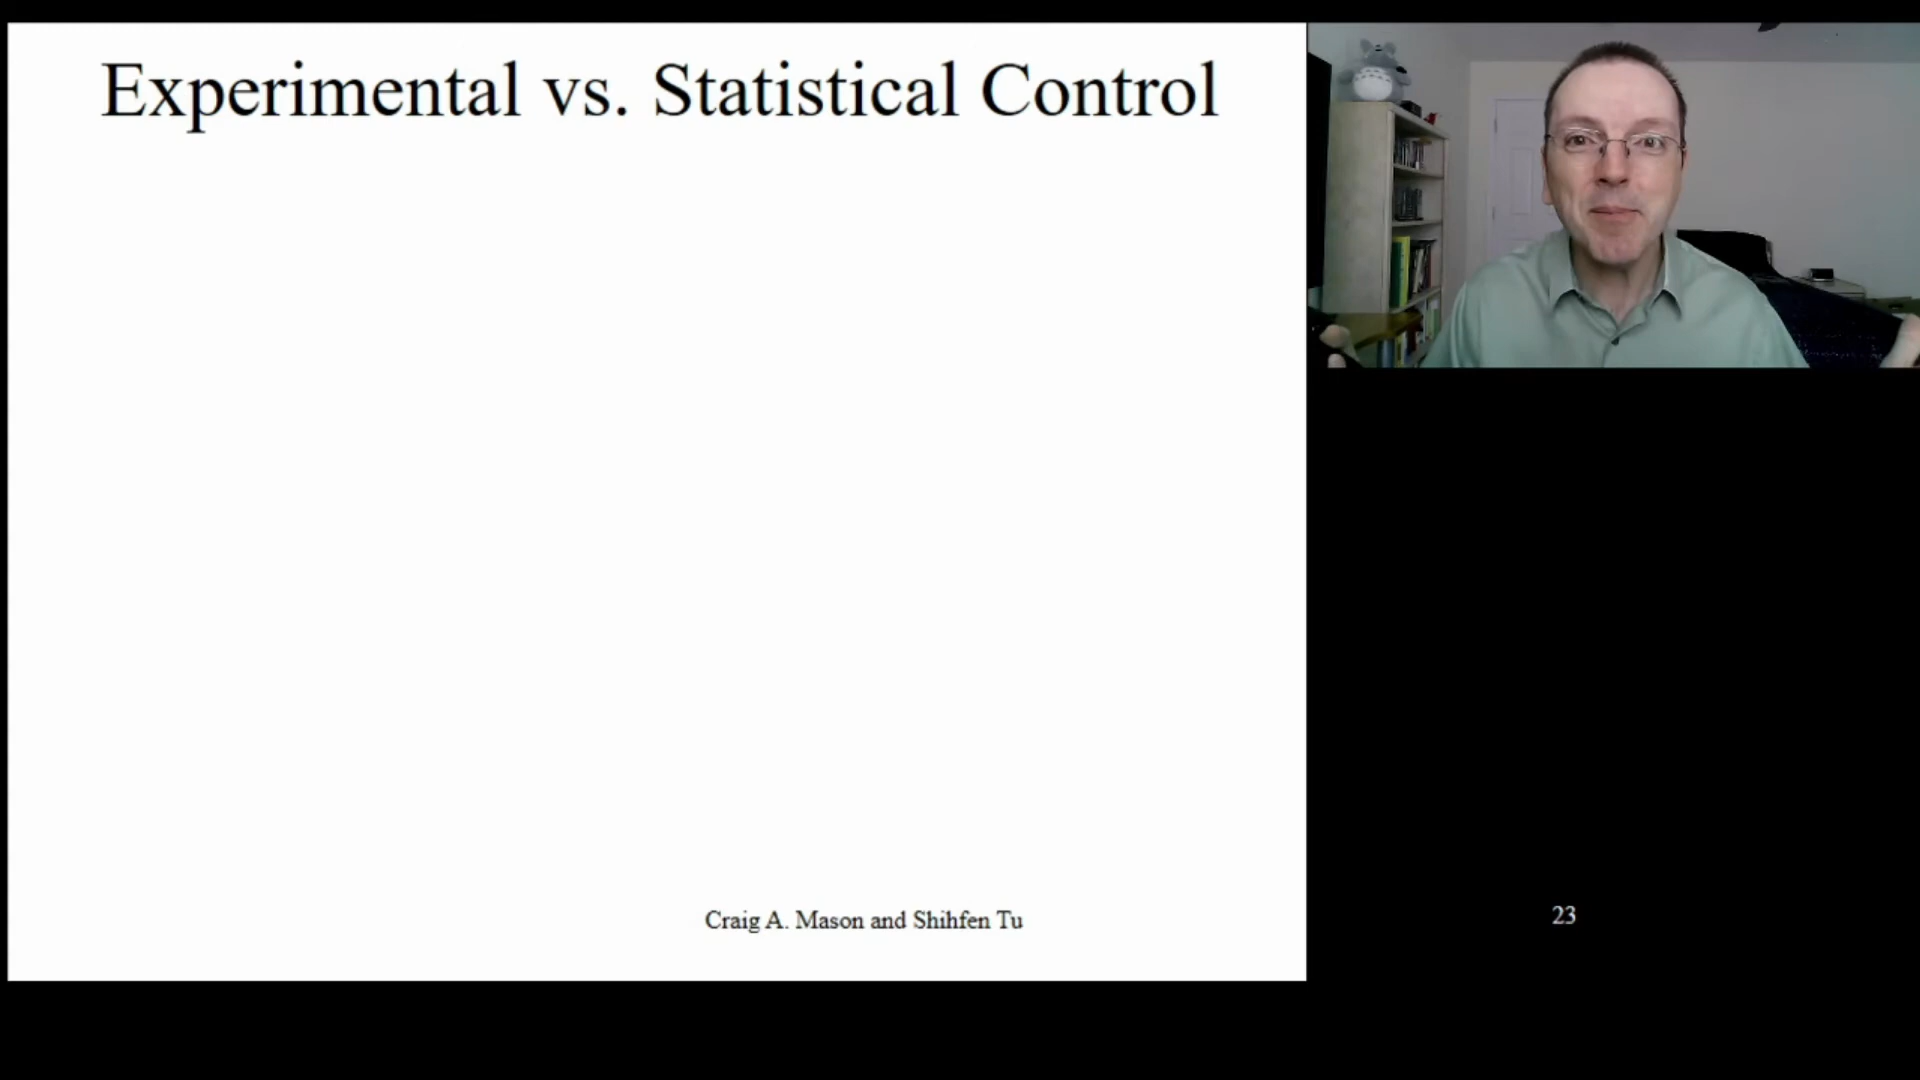 Experimental vs. Statistical Control
Craig A. Mason and Shihfen Tu
23